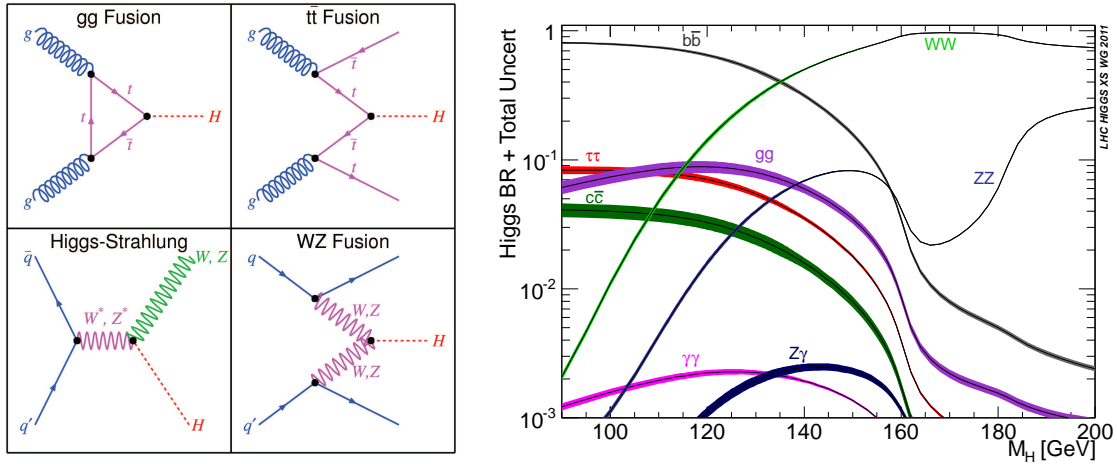 gg Fusion
g
t
t
t̄
H
g
tt̄ Fusion
g
t̄
t
H
t̄
t
g
Higgs-Strahlung
q̄
W, Z
W*, Z*
q'
H
WZ Fusion
q
W,Z
H
W,Z
q'
Higgs BR + Total Uncert
1
10⁻¹
10⁻²
10⁻³
bb̄
WW
ττ
gg
ZZ
cc̄
γγ
Zγ
100 120 140 160 180 200
M_H [GeV]
LHC HIGGS XS WG 2011